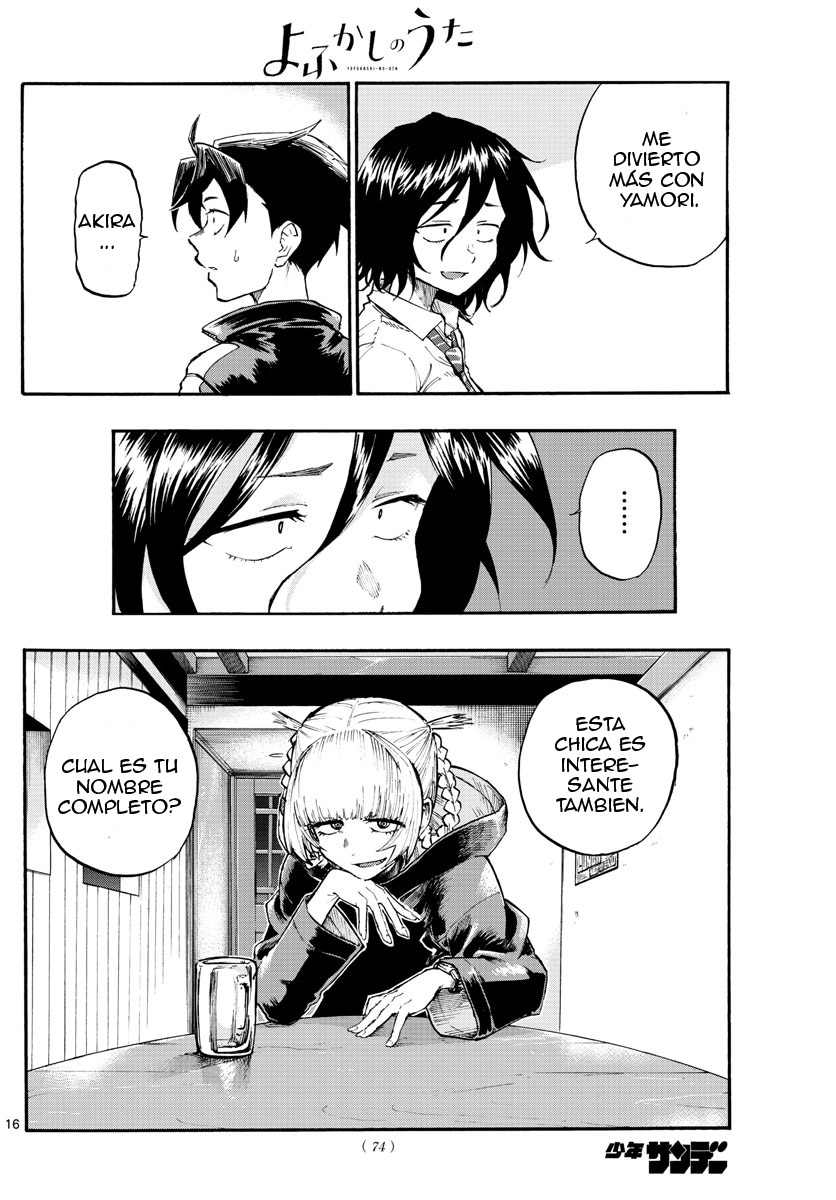 よふかしのうた
YOFUKASHI-NO-UTA
ME
DIVIERTO
MÁS CON
YAMORI.
AKIRA
...
........
ESTA
CHICA ES
INTERE-
SANTE
TAMBIEN.
CUAL ES TU
NOMBRE
COMPLETO?
16
( 74 )
少年サンデー